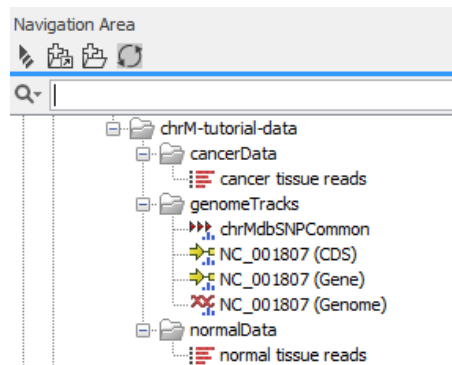 Navigation Area
chrM-tutorial-data
cancerData
cancer tissue reads
genomeTracks
chrMdbSNPCommon
NC_001807 (CDS)
NC_001807 (Gene)
NC_001807 (Genome)
normalData
normal tissue reads